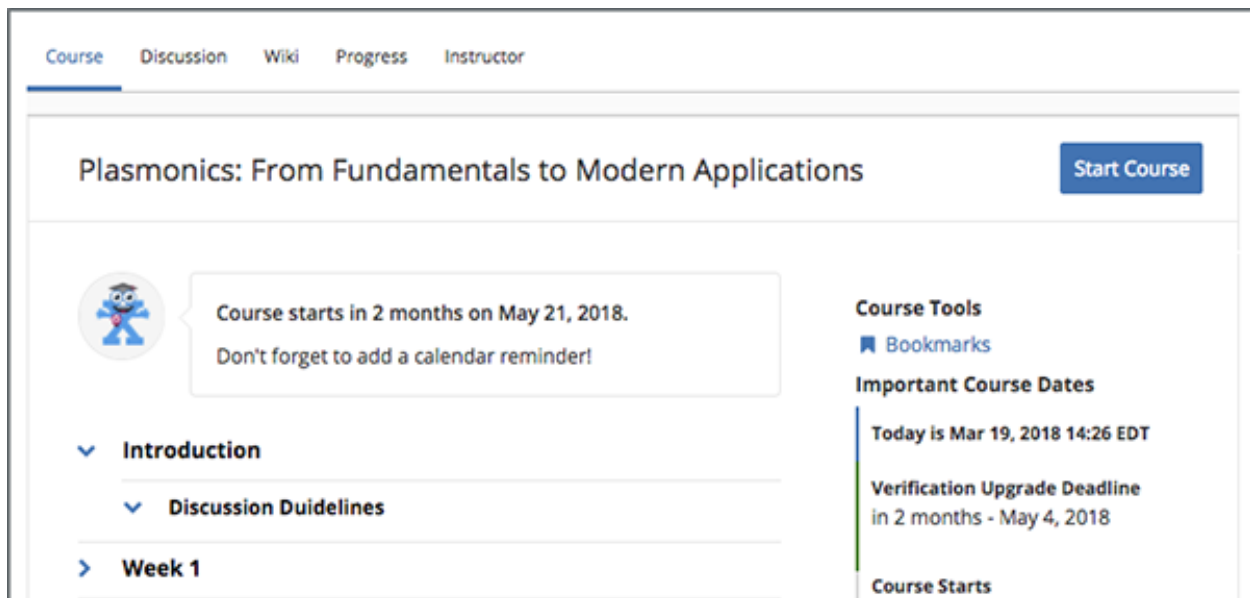 Course Discussion Wiki Progress Instructor
Plasmonics: From Fundamentals to Modern Applications
Start Course
Course starts in 2 months on May 21, 2018.
Don't forget to add a calendar reminder!
Introduction
Discussion Duidelines
Week 1
Course Tools
Bookmarks
Important Course Dates
Today is Mar 19, 2018 14:26 EDT
Verification Upgrade Deadline
in 2 months - May 4, 2018
Course Starts